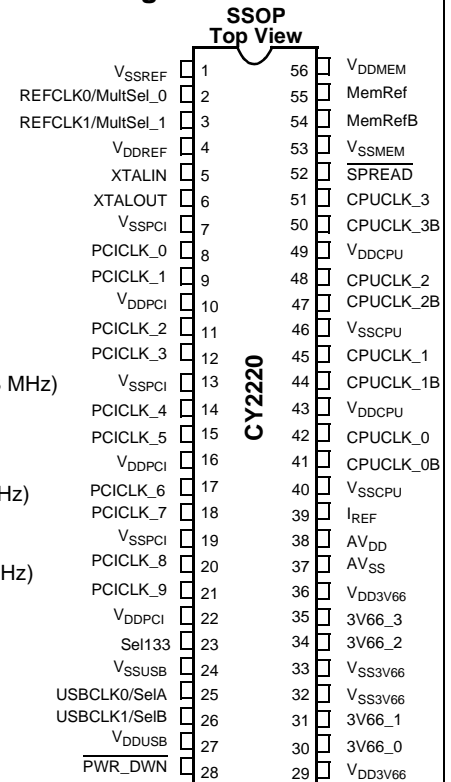 SSOP
Top View
VSSREF 1 56 VDDMEM
REFCLK0/MultSel_0 2 55 MemRef
REFCLK1/MultSel_1 3 54 MemRefB
VDDREF 4 53 VSSMEM
XTALIN 5 52 SPREAD
XTALOUT 6 51 CPUCLK_3
VSSPCI 7 50 CPUCLK_3B
PCICLK_0 8 49 VDDCPU
PCICLK_1 9 48 CPUCLK_2
VDDPCI 10 47 CPUCLK_2B
PCICLK_2 11 46 VSSCPU
PCICLK_3 12 45 CPUCLK_1
MHz) VSSPCI 13 44 CPUCLK_1B
PCICLK_4 14 43 VDDCPU
PCICLK_5 15 42 CPUCLK_0
VDDPCI 16 41 CPUCLK_0B
Hz) PCICLK_6 17 40 VSSCPU
PCICLK_7 18 39 IREF
VSSPCI 19 38 AVDD
Hz) PCICLK_8 20 37 AVSS
PCICLK_9 21 36 VDD3V66
VDDPCI 22 35 3V66_3
Sel133 23 34 3V66_2
VSSUSB 24 33 VSS3V66
USBCLK0/SelA 25 32 VSS3V66
USBCLK1/SelB 26 31 3V66_1
VDDUSB 27 30 3V66_0
PWR_DWN 28 29 VDD3V66
CY2220